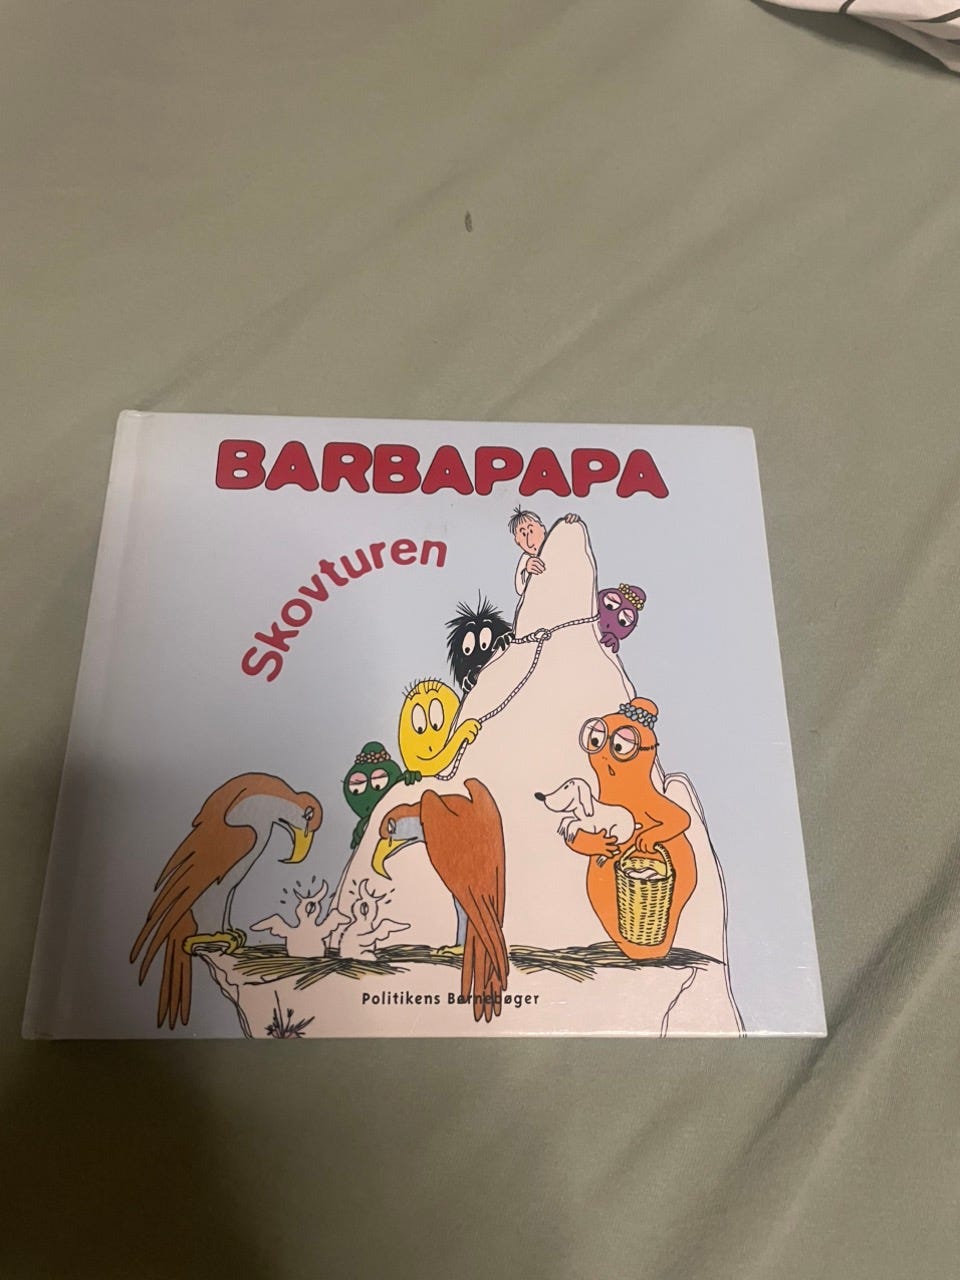 BARBAPAPA
Skovturen
Politikens Børnebøger